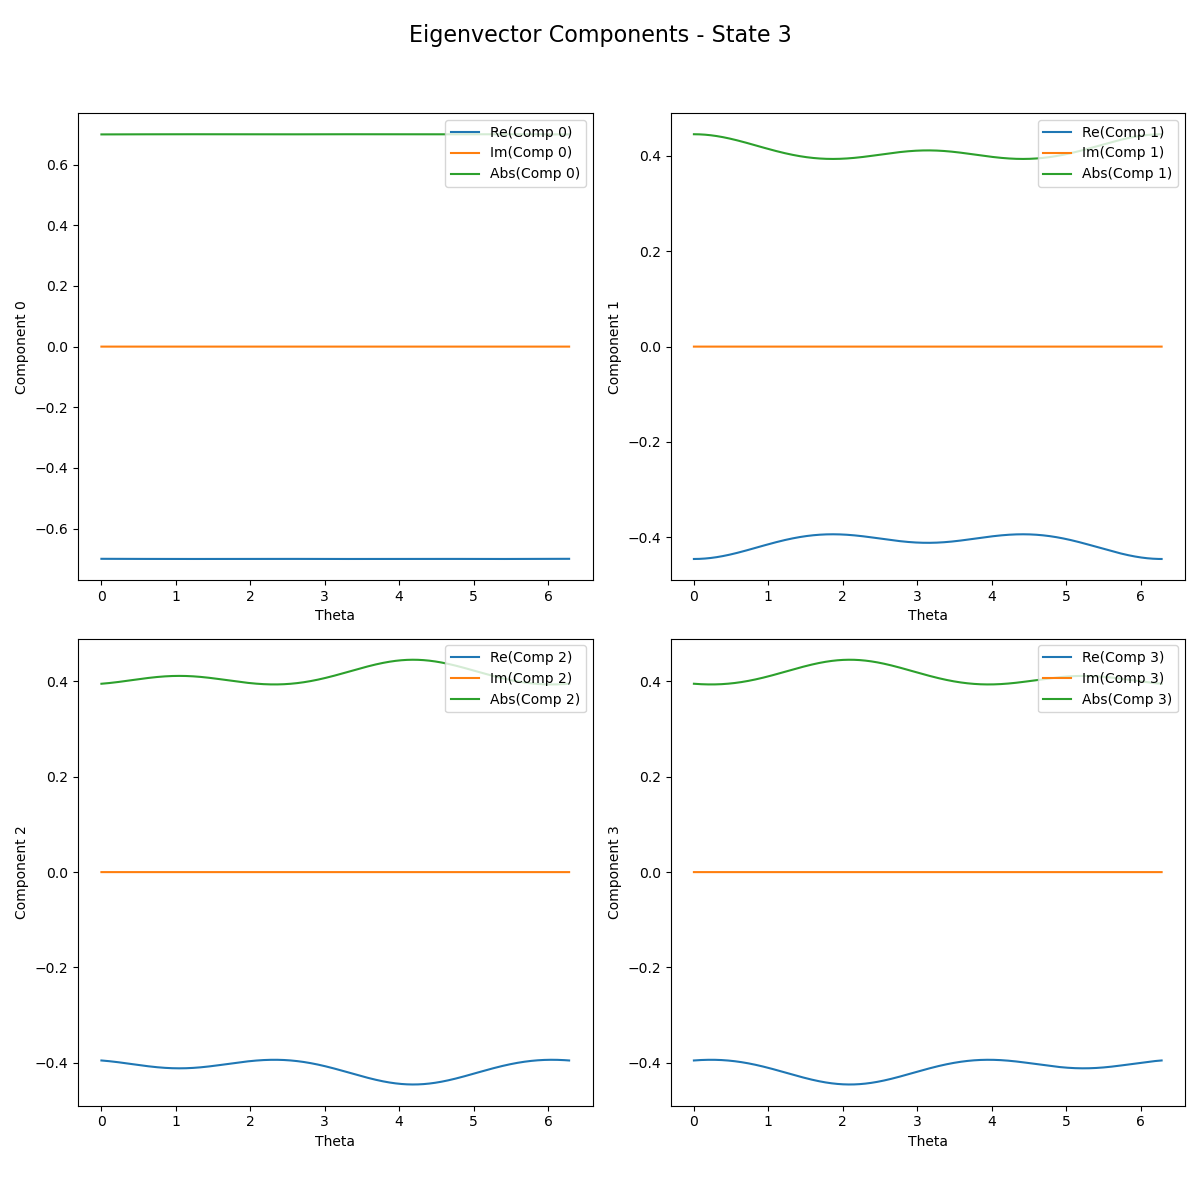 Eigenvector Components - State 3
Re(Comp 0)
Im(Comp 0)
Abs(Comp 0)
0.6
0.4
0.2
0.0
−0.2
−0.4
−0.6
Component 0
0 1 2 3 4 5 6
Theta
Re(Comp 1)
Im(Comp 1)
Abs(Comp 1)
0.4
0.2
0.0
−0.2
−0.4
Component 1
0 1 2 3 4 5 6
Theta
Re(Comp 2)
Im(Comp 2)
Abs(Comp 2)
0.4
0.2
0.0
−0.2
−0.4
Component 2
0 1 2 3 4 5 6
Theta
Re(Comp 3)
Im(Comp 3)
Abs(Comp 3)
0.4
0.2
0.0
−0.2
−0.4
Component 3
0 1 2 3 4 5 6
Theta